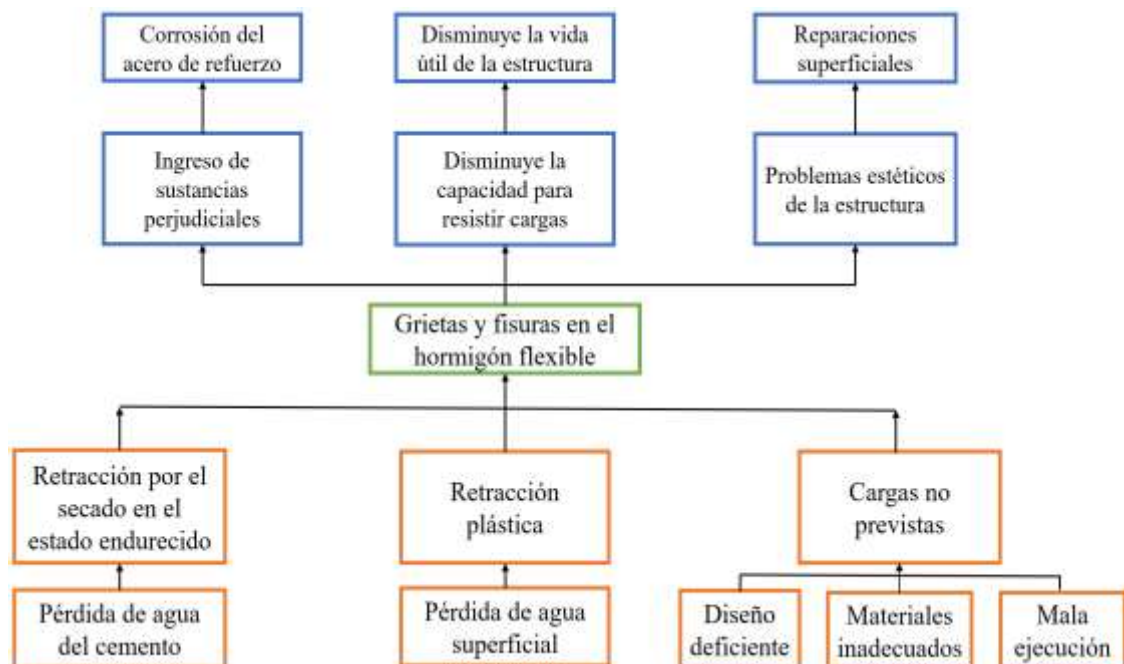 Corrosión del
acero de refuerzo
Disminuye la vida
útil de la estructura
Reparaciones
superficiales
Ingreso de
sustancias
perjudiciales
Disminuye la
capacidad para
resistir cargas
Problemas estéticos
de la estructura
Grietas y fisuras en el
hormigón flexible
Retracción por el
secado en el
estado endurecido
Retracción
plástica
Cargas no
previstas
Pérdida de agua
del cemento
Pérdida de agua
superficial
Diseño
deficiente
Materiales
inadecuados
Mala
ejecución